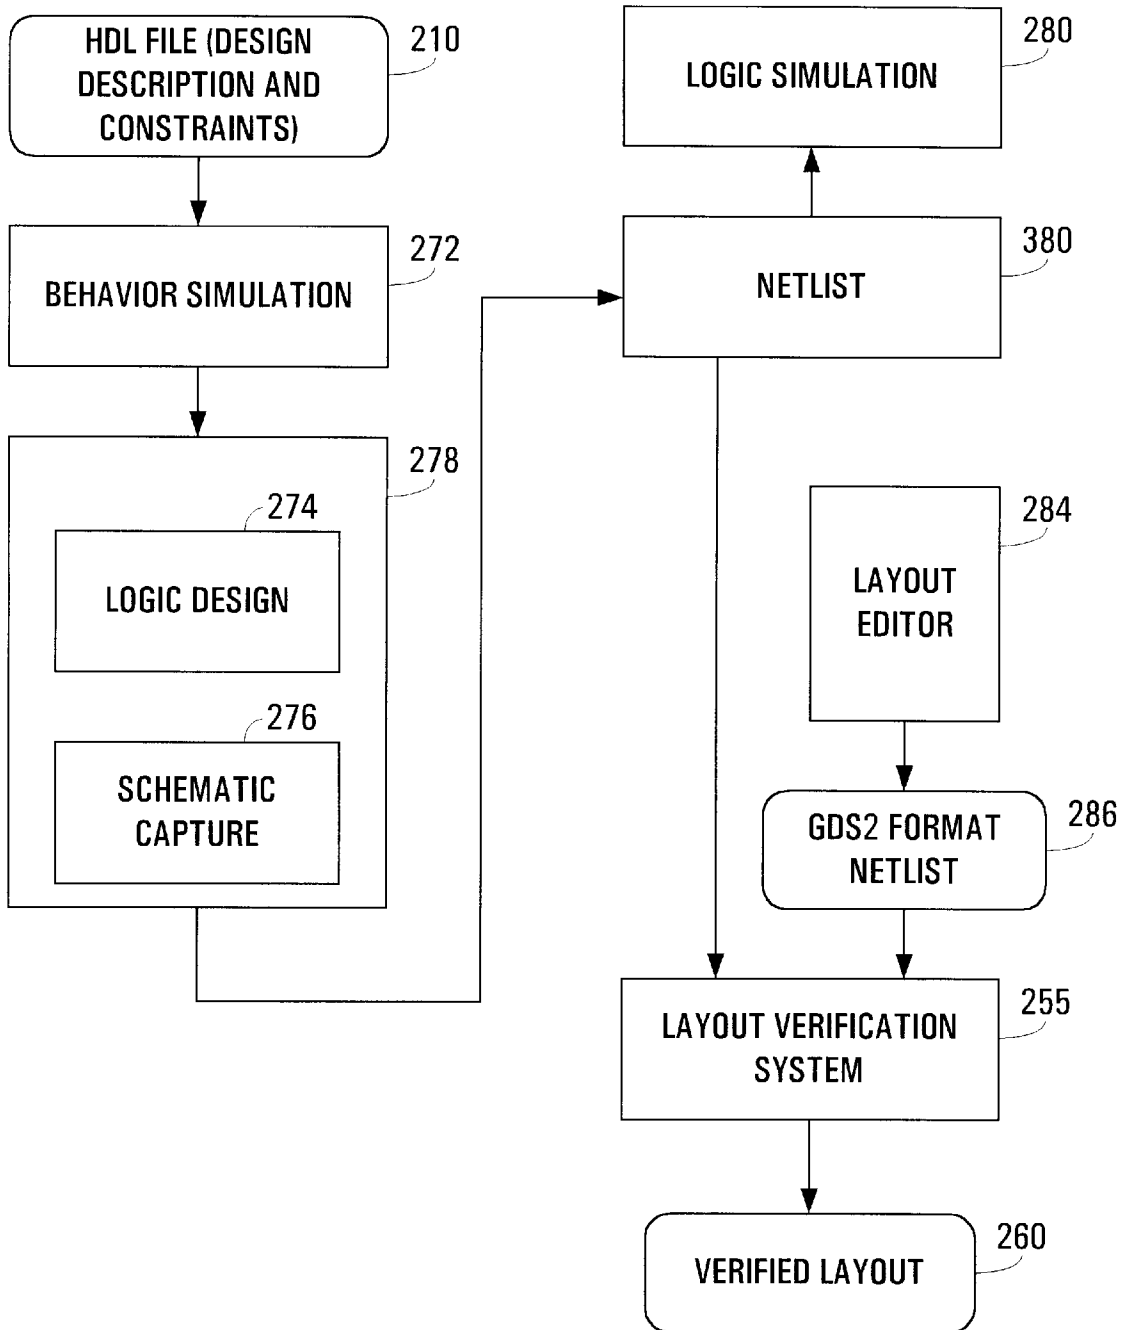 HDL FILE (DESIGN
DESCRIPTION AND
CONSTRAINTS)
210
BEHAVIOR SIMULATION
272
278
274
LOGIC DESIGN
276
SCHEMATIC
CAPTURE
280
LOGIC SIMULATION
380
NETLIST
284
LAYOUT
EDITOR
GDS2 FORMAT
NETLIST
286
LAYOUT VERIFICATION
SYSTEM
255
VERIFIED LAYOUT
260